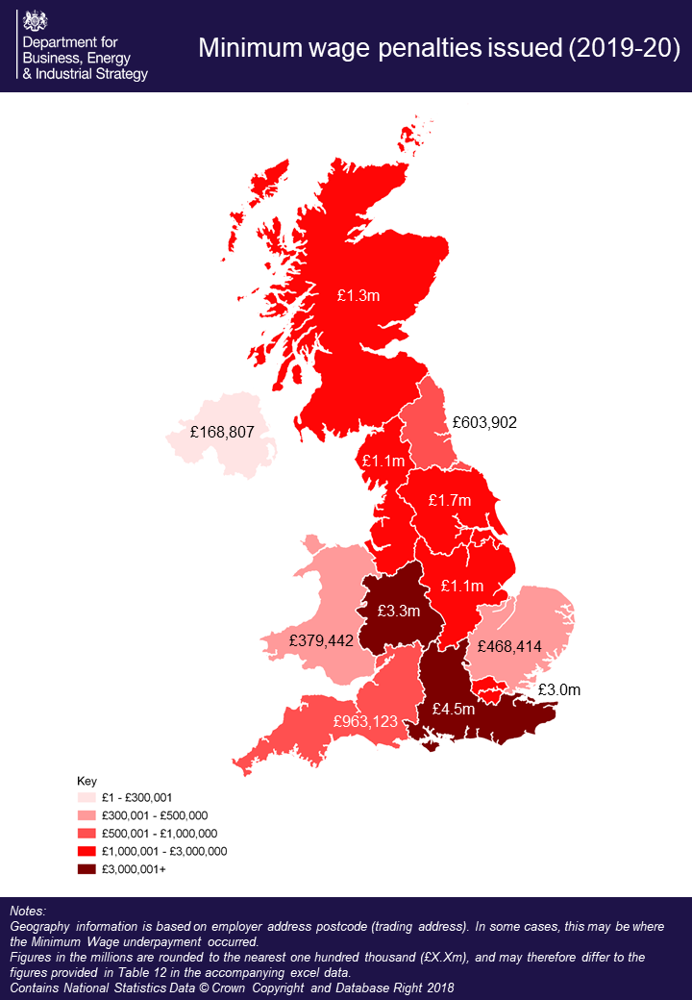 Department for
Business, Energy
& Industrial Strategy
Minimum wage penalties issued (2019-20)
£1.3m
£168,807
£603,902
£1.1m
£1.7m
£1.1m
£3.3m
£379,442
£468,414
£3.0m
£4.5m
£963,123
Key
£1 - £300,001
£300,001 - £500,000
£500,001 - £1,000,000
£1,000,001 - £3,000,000
£3,000,001+
Notes:
Geography information is based on employer address postcode (trading address). In some cases, this may be where
the Minimum Wage underpayment occurred.
Figures in the millions are rounded to the nearest one hundred thousand (£X.Xm), and may therefore differ to the
figures provided in Table 12 in the accompanying excel data.
Contains National Statistics Data © Crown Copyright and Database Right 2018